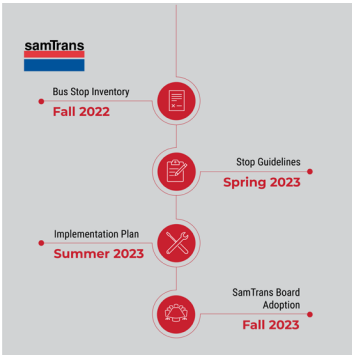 samTrans
Bus Stop Inventory
Fall 2022
Stop Guidelines
Spring 2023
Implementation Plan
Summer 2023
SamTrans Board
Adoption
Fall 2023